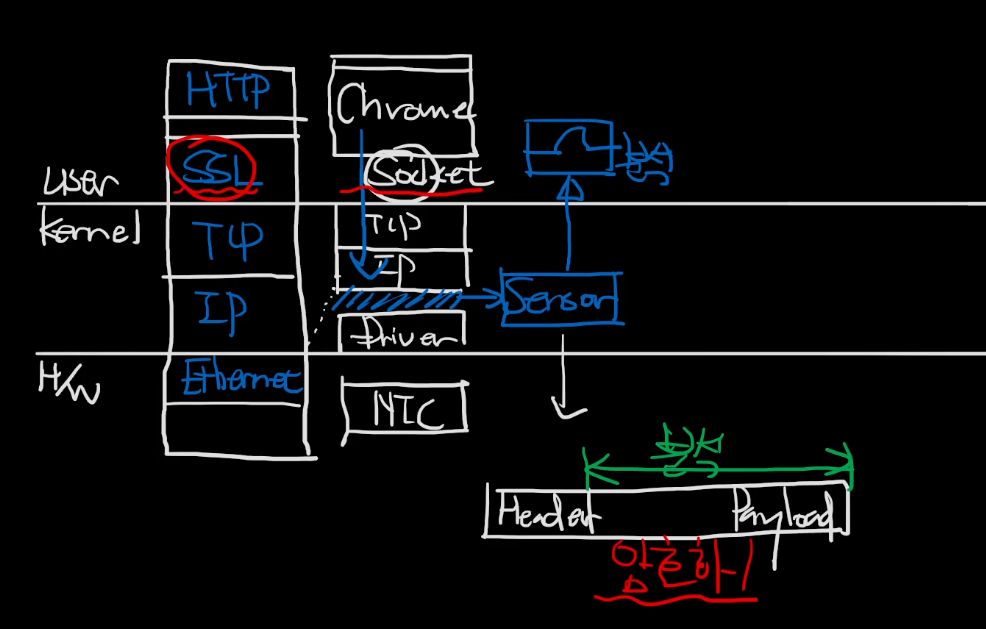 HTTP
Chrome
SSL
Socket
분석
User
Kernel
TCP
TCP
IP
IP
Sensor
Driver
H/W
Ethernet
NIC
분석
Header
Payload
암호화